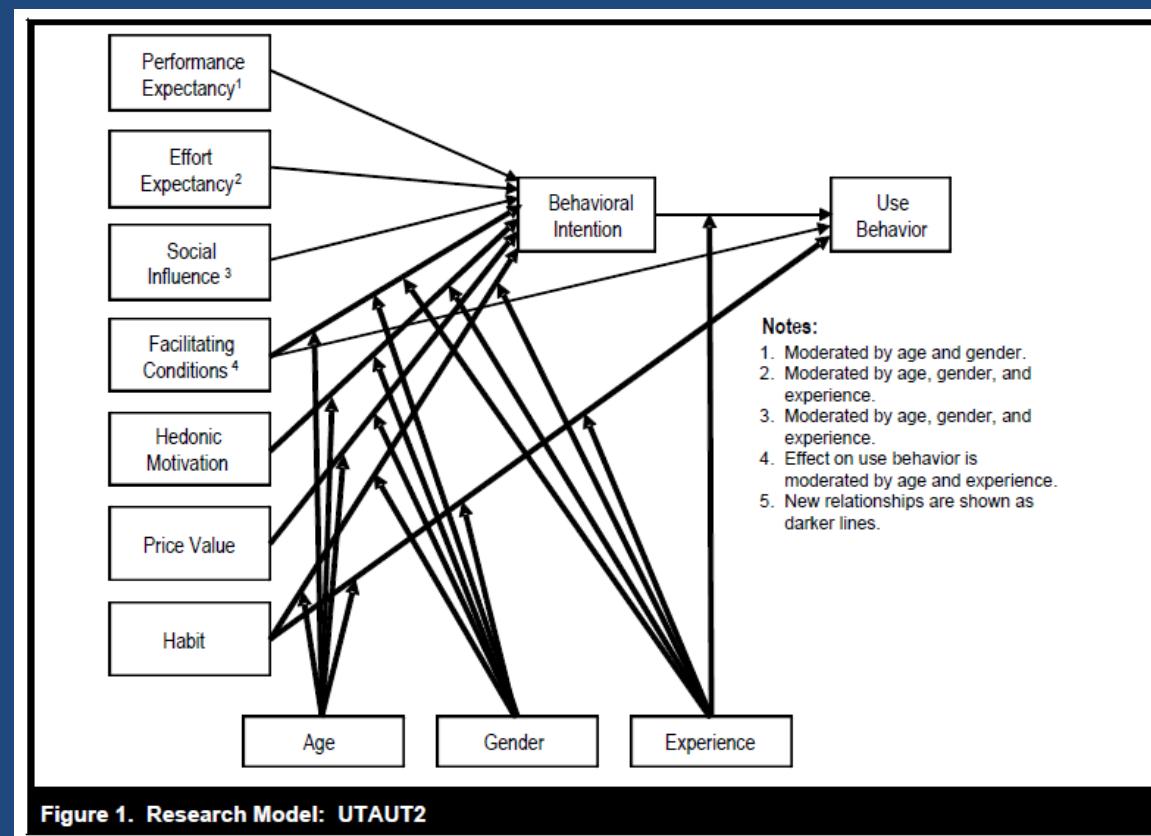 Performance
Expectancy¹
Effort
Expectancy²
Social
Influence ³
Facilitating
Conditions ⁴
Hedonic
Motivation
Price Value
Habit
Behavioral
Intention
Use
Behavior
Notes:
1. Moderated by age and gender.
2. Moderated by age, gender, and
experience.
3. Moderated by age, gender, and
experience.
4. Effect on use behavior is
moderated by age and experience.
5. New relationships are shown as
darker lines.
Age
Gender
Experience
Figure 1. Research Model: UTAUT2